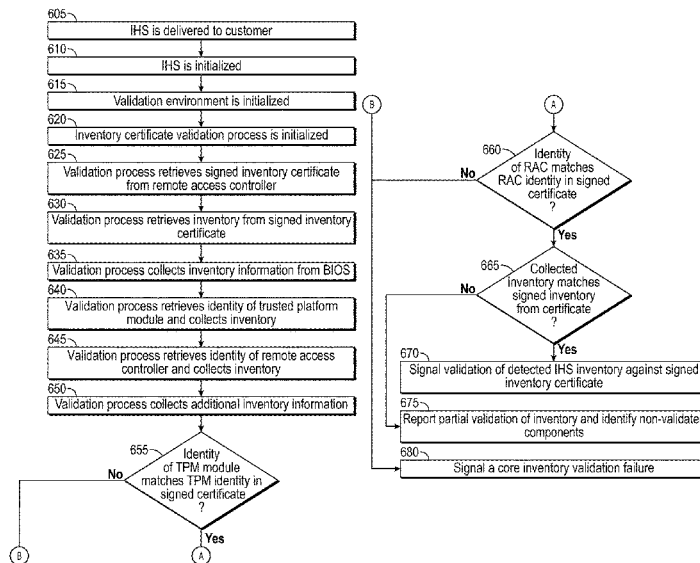 605
IHS is delivered to customer
610
IHS is initialized
615
Validation environment is initialized
620
Inventory certificate validation process is initialized
625
Validation process retrieves signed inventory certificate
from remote access controller
630
Validation process retrieves inventory from signed inventory
certificate
635
Validation process collects inventory information from BIOS
640
Validation process retrieves identity of trusted platform
module and collects inventory
645
Validation process retrieves identity of remote access
controller and collects inventory
650
Validation process collects additional inventory information
655
Identity
of TPM module
matches TPM identity in
signed certificate
?
No
Yes
B
A
B
A
660
Identity
of RAC matches
RAC identity in signed
certificate
?
No
Yes
665
Collected
inventory matches
signed inventory
from certificate
?
No
Yes
670
Signal validation of detected IHS inventory against signed
inventory certificate
675
Report partial validation of inventory and identify non-validate
components
680
Signal a core inventory validation failure